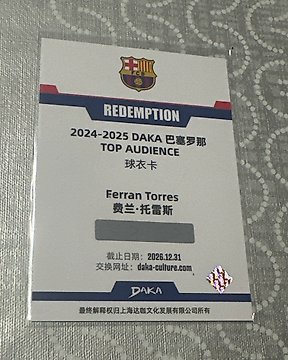 FCB
REDEMPTION
2024-2025 DAKA 巴塞罗那
TOP AUDIENCE
球衣卡
Ferran Torres
费兰·托雷斯
截止日期：2026.12.31
交换网址：daka-culture.com
DAKA
最终解释权归上海达咖文化发展有限公司所有